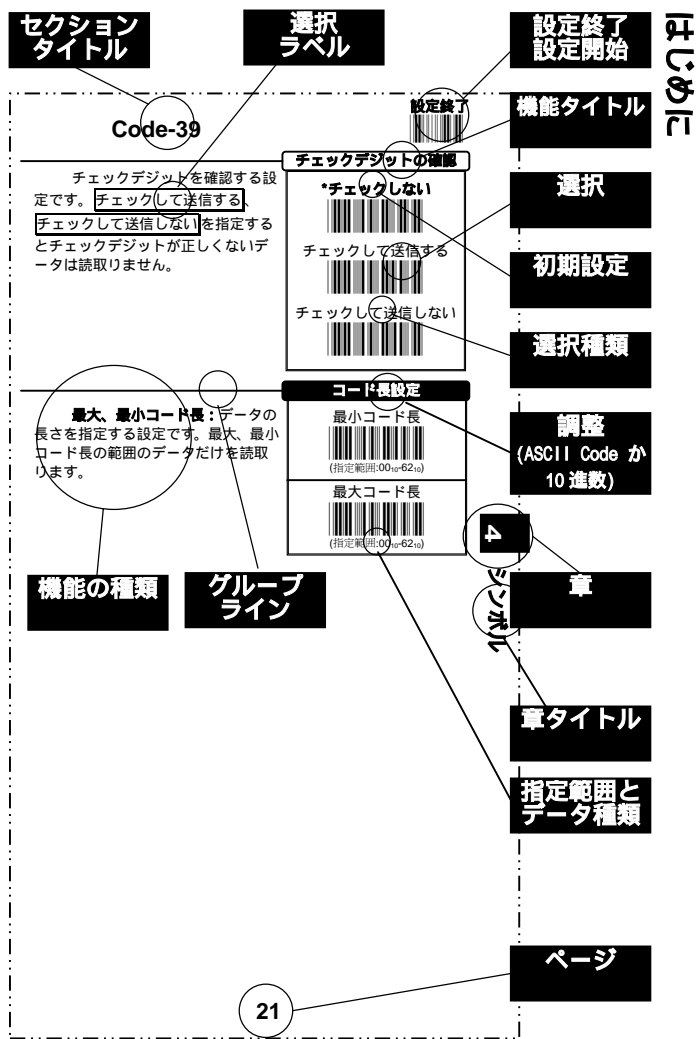 はじめに
セクション
タイトル
選択
ラベル
設定終了
設定開始
機能タイトル
選択
初期設定
選択種類
調整
(ASCII Code か
10 進数)
章
章タイトル
指定範囲と
データ種類
ページ
Code-39
設定終了
チェックデジットの確認
チェックデジットを確認する設
定です。チェックして送信する、
チェックして送信しないを指定する
とチェックデジットが正しくないデ
ータは読取りません。
*チェックしない
チェックして送信する
チェックして送信しない
コード長設定
最大、最小コード長：データの
長さを指定する設定です。最大、最小
コード長の範囲のデータだけを読取
ります。
最小コード長
(指定範囲:00₁₀-62₁₀)
最大コード長
(指定範囲:00₁₀-62₁₀)
4
シンボル
機能の種類
グループ
ライン
21